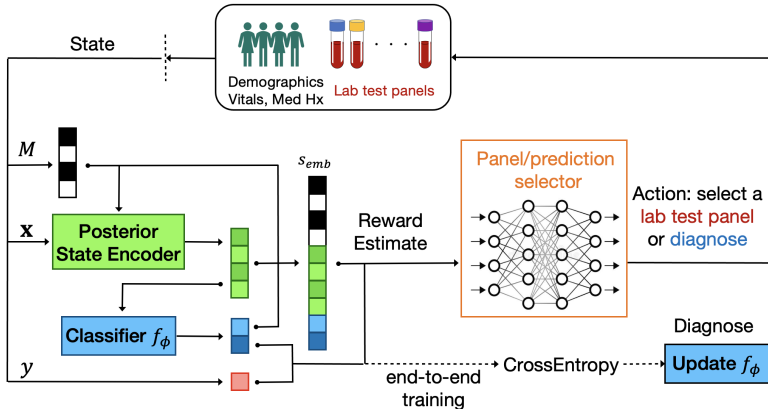 State
Demographics
Vitals, Med Hx
Lab test panels
M
x
y
Posterior
State Encoder
Classifier f_ϕ
s_emb
Reward
Estimate
Panel/prediction
selector
Action: select a
lab test panel
or diagnose
end-to-end
training
CrossEntropy
Diagnose
Update f_ϕ